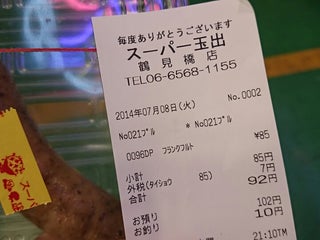 毎度ありがとうございます
スーパー玉出
鶴見橋店
TEL06-6568-1155
2014年07月08日(火) No.0002
No021ﾌﾞﾙ * No021ﾌﾞﾙ
0096DP ﾌﾗﾝｸﾌﾙﾄ ¥85
小計 85円
外税(タイショウ 85) 7円
合計 92円
お預り 102円
お釣り 10円
21:10TM
スーパー